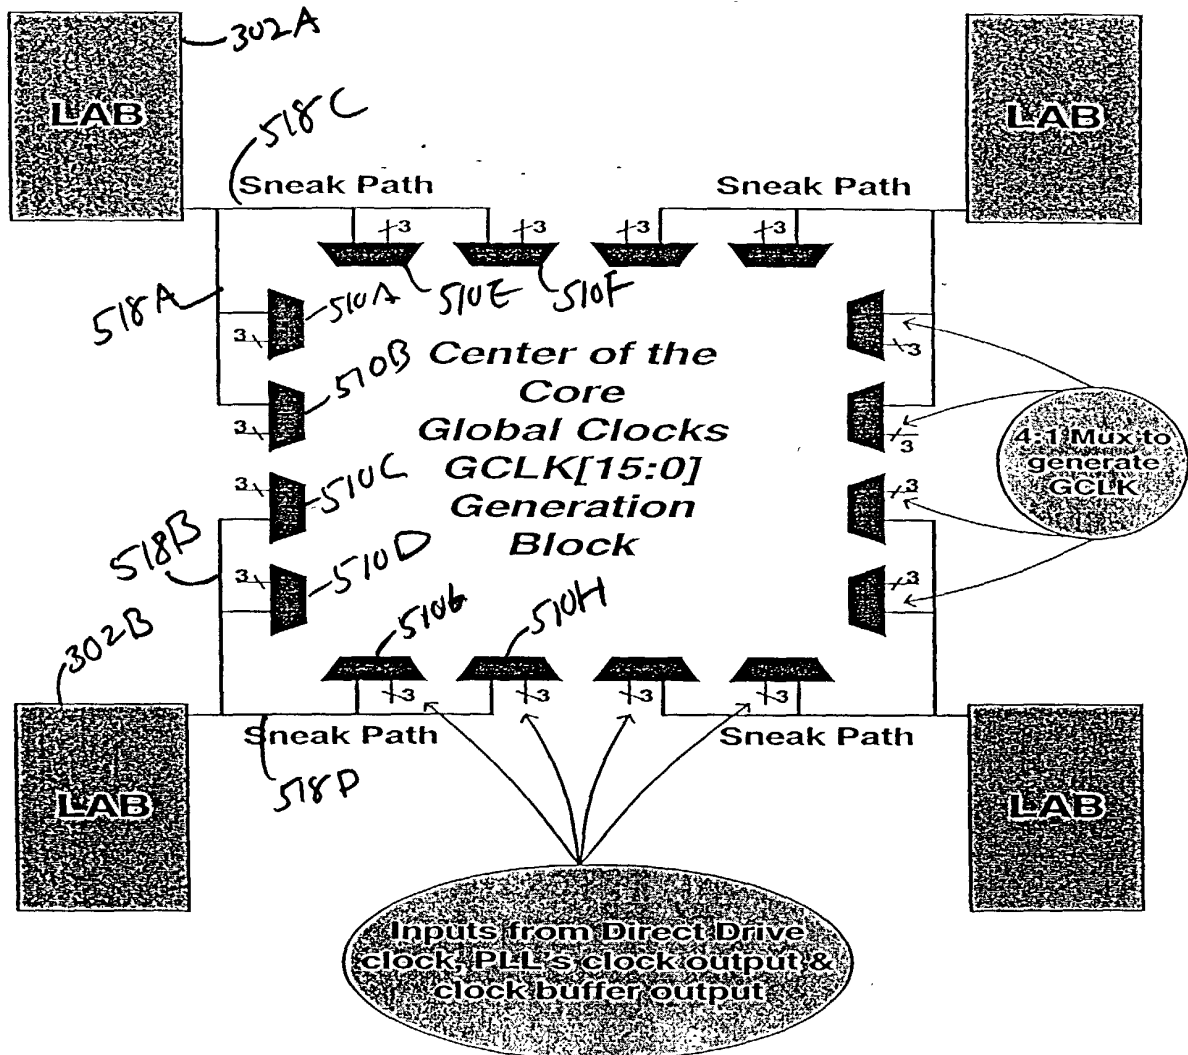 302A
LAB
LAB
518C
Sneak Path
Sneak Path
3
3
3
3
510E
510F
518A
510A
3
3
510B
Center of the
Core
Global Clocks
GCLK[15:0]
Generation
Block
3
3
4:1 Mux to
generate
GCLK
510C
3
3
518B
510D
3
3
510G
510H
302B
3
3
3
3
Sneak Path
Sneak Path
518D
LAB
LAB
Inputs from Direct Drive
clock, PLL's clock output &
clock buffer output